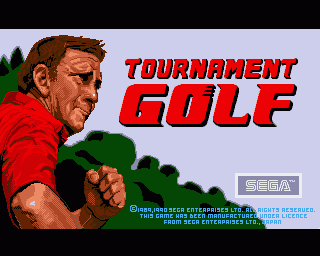 TOURNAMENT
GOLF
SEGA
©1989,1990 SEGA ENTERPRISES LTD. ALL RIGHTS RESERVED.
THIS GAME HAS BEEN MANUFACTURED UNDER LICENCE
FROM SEGA ENTERPRISES LTD., JAPAN